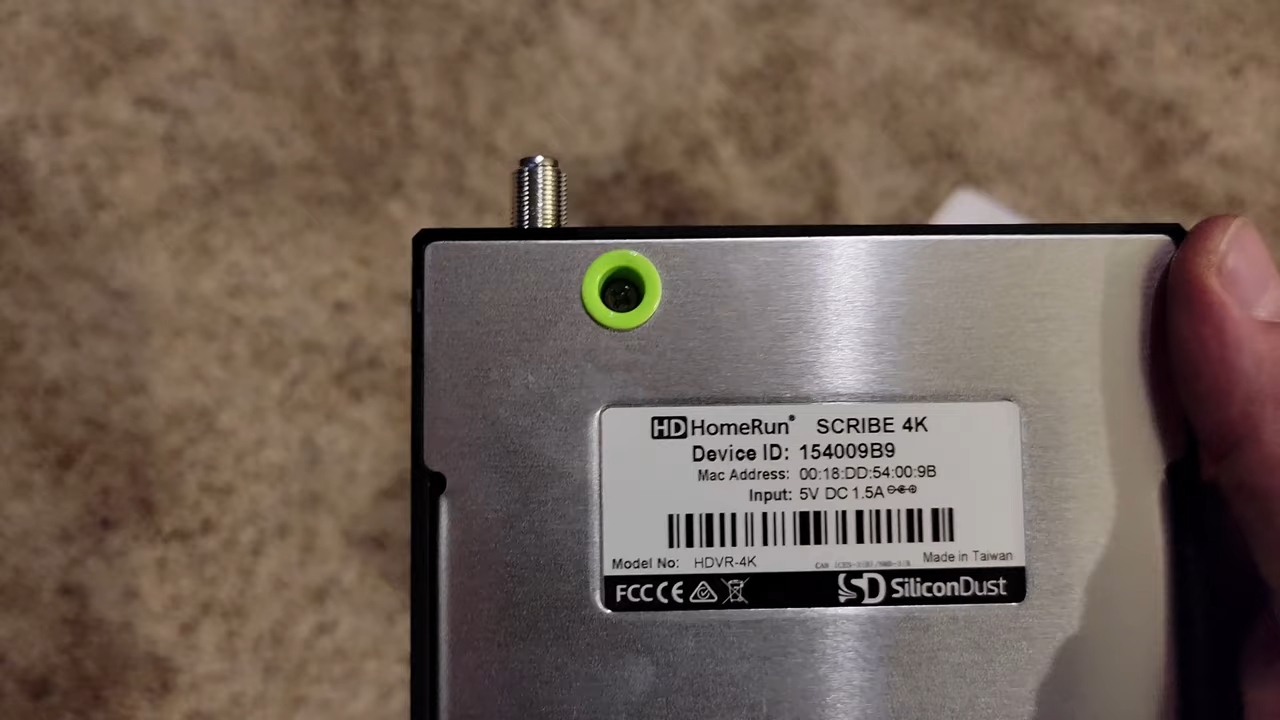 HD HomeRun® SCRIBE 4K
Device ID: 154009B9
Mac Address: 00:18:DD:54:00:9B
Input: 5V DC 1.5A
Model No: HDVR-4K
Made in Taiwan
FCC CE
SD SiliconDust